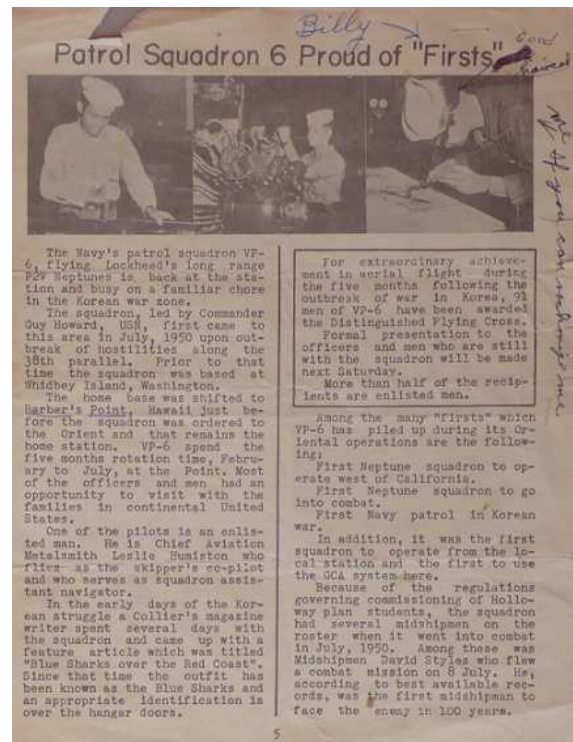 Billy
Patrol Squadron 6 Proud of "Firsts"
Good
me if you can recognize me
The Navy's patrol squadron VP-
6, flying Lockheed's long range
P2V Neptunes is back at the sta-
tion and busy on a familiar chore
in the Korean war zone.
The squadron, led by Commander
Guy Howard, USN, first came to
this area in July, 1950 upon out-
break of hostilities along the
38th parallel. Prior to that
time the squadron was based at
Whidbey Island, Washington.
The home base was shifted to
Barber's Point, Hawaii just be-
fore the squadron was ordered to
the Orient and that remains the
home station. VP-6 spend the
five months rotation time, Febru-
ary to July, at the Point. Most
of the officers and men had an
opportunity to visit with the
families in continental United
States.
One of the pilots is an enlis-
ted man. He is Chief Aviation
Metalsmith Leslie Humiston who
flies as the skipper's co-pilot
and who serves as squadron assis-
tant navigator.
In the early days of the Kor-
ean struggle a Collier's magazine
writer spent several days with
the squadron and came up with a
feature article which was titled
"Blue Sharks over the Red Coast".
Since that time the outfit has
been known as the Blue Sharks and
an appropriate identification is
over the hangar doors.
For extraordinary achieve-
ment in aerial flight during
the five months following the
outbreak of war in Korea, 91
men of VP-6 have been awarded
the Distinguished Flying Cross.
Formal presentation to the
officers and men who are still
with the squadron will be made
next Saturday.
More than half of the recip-
ients are enlisted men.
Among the many "firsts" which
VP-6 has piled up during its Or-
iental operations are the follow-
ing:
First Neptune squadron to op-
erate west of California.
First Neptune squadron to go
into combat.
First Navy patrol in Korean
war.
In addition, it was the first
squadron to operate from the lo-
cal station and the first to use
the GCA system here.
Because of the regulations
governing commissioning of Hollo-
way plan students, the squadron
had several midshipmen on the
roster when it went into combat
in July, 1950. Among these was
Midshipmen David Styles who flew
a combat mission on 8 July. He,
according to best available rec-
ords, was the first midshipman to
face the enemy in 100 years.
5